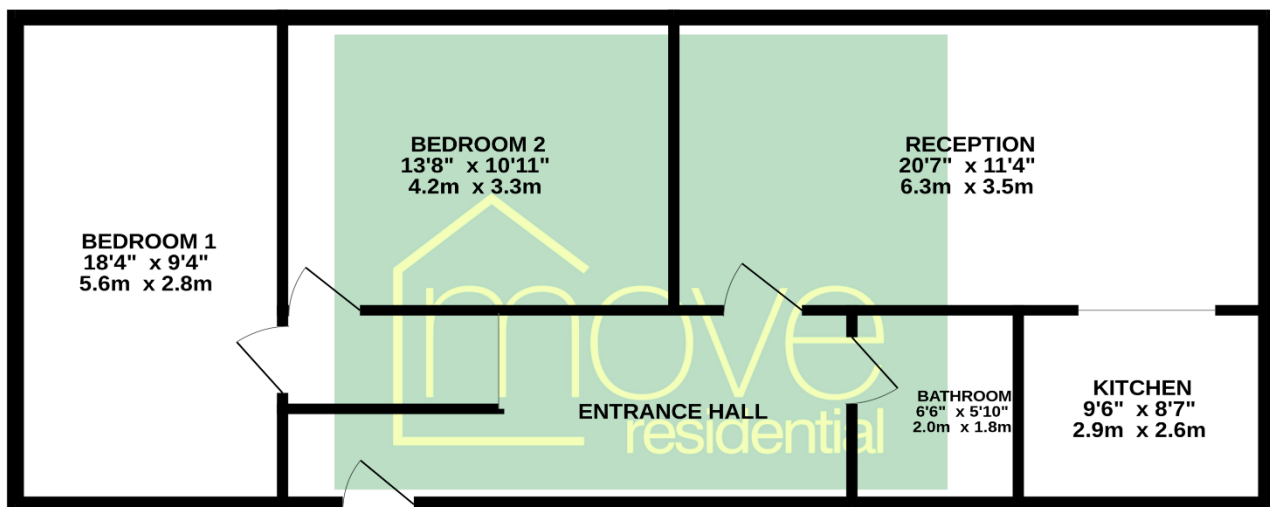 BEDROOM 1
18'4" x 9'4"
5.6m x 2.8m
BEDROOM 2
13'8" x 10'11"
4.2m x 3.3m
RECEPTION
20'7" x 11'4"
6.3m x 3.5m
ENTRANCE HALL
BATHROOM
6'6" x 5'10"
2.0m x 1.8m
KITCHEN
9'6" x 8'7"
2.9m x 2.6m
move
residential